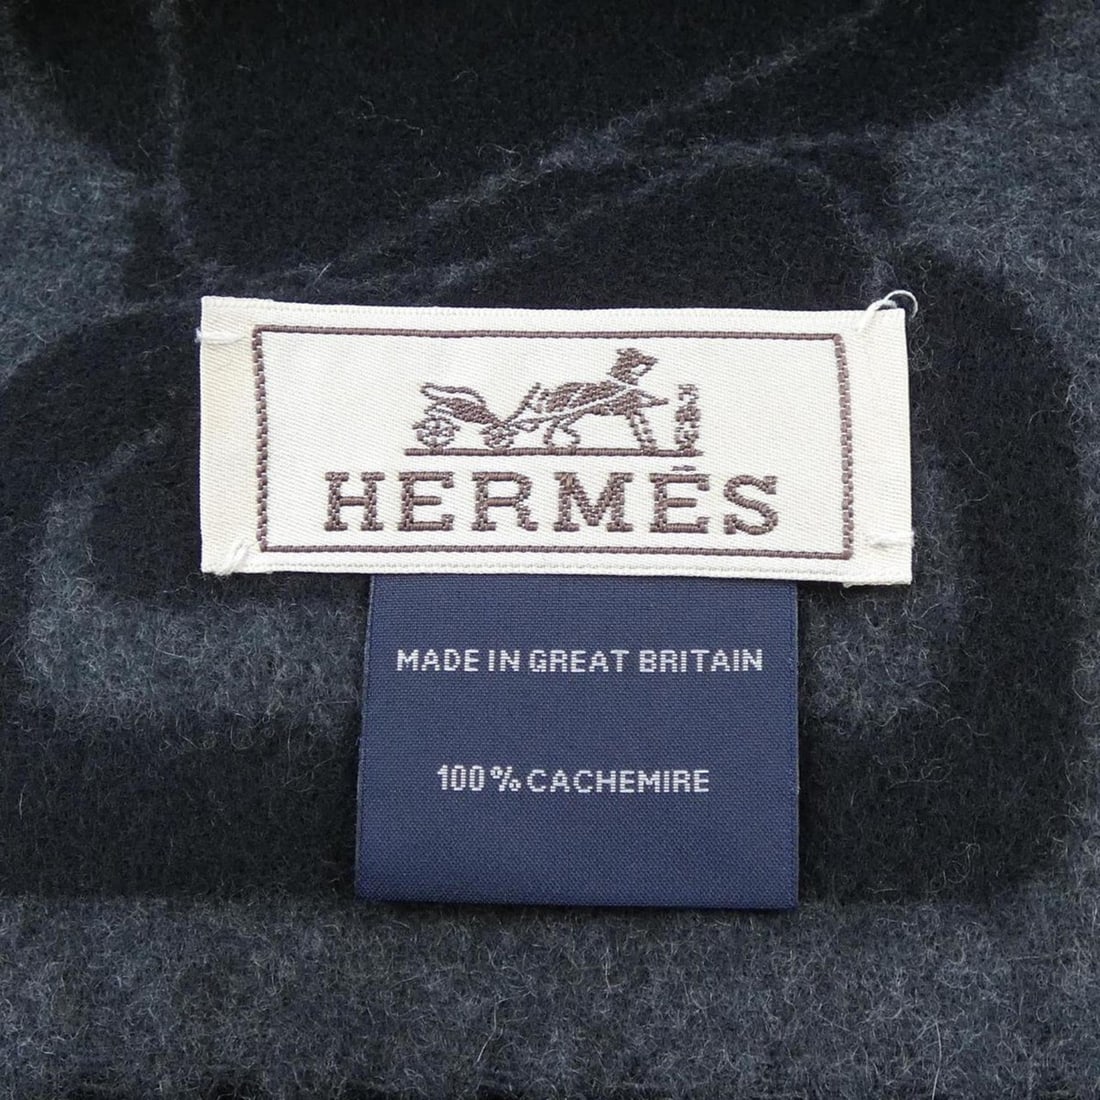 HERMÈS
MADE IN GREAT BRITAIN
100% CACHEMIRE